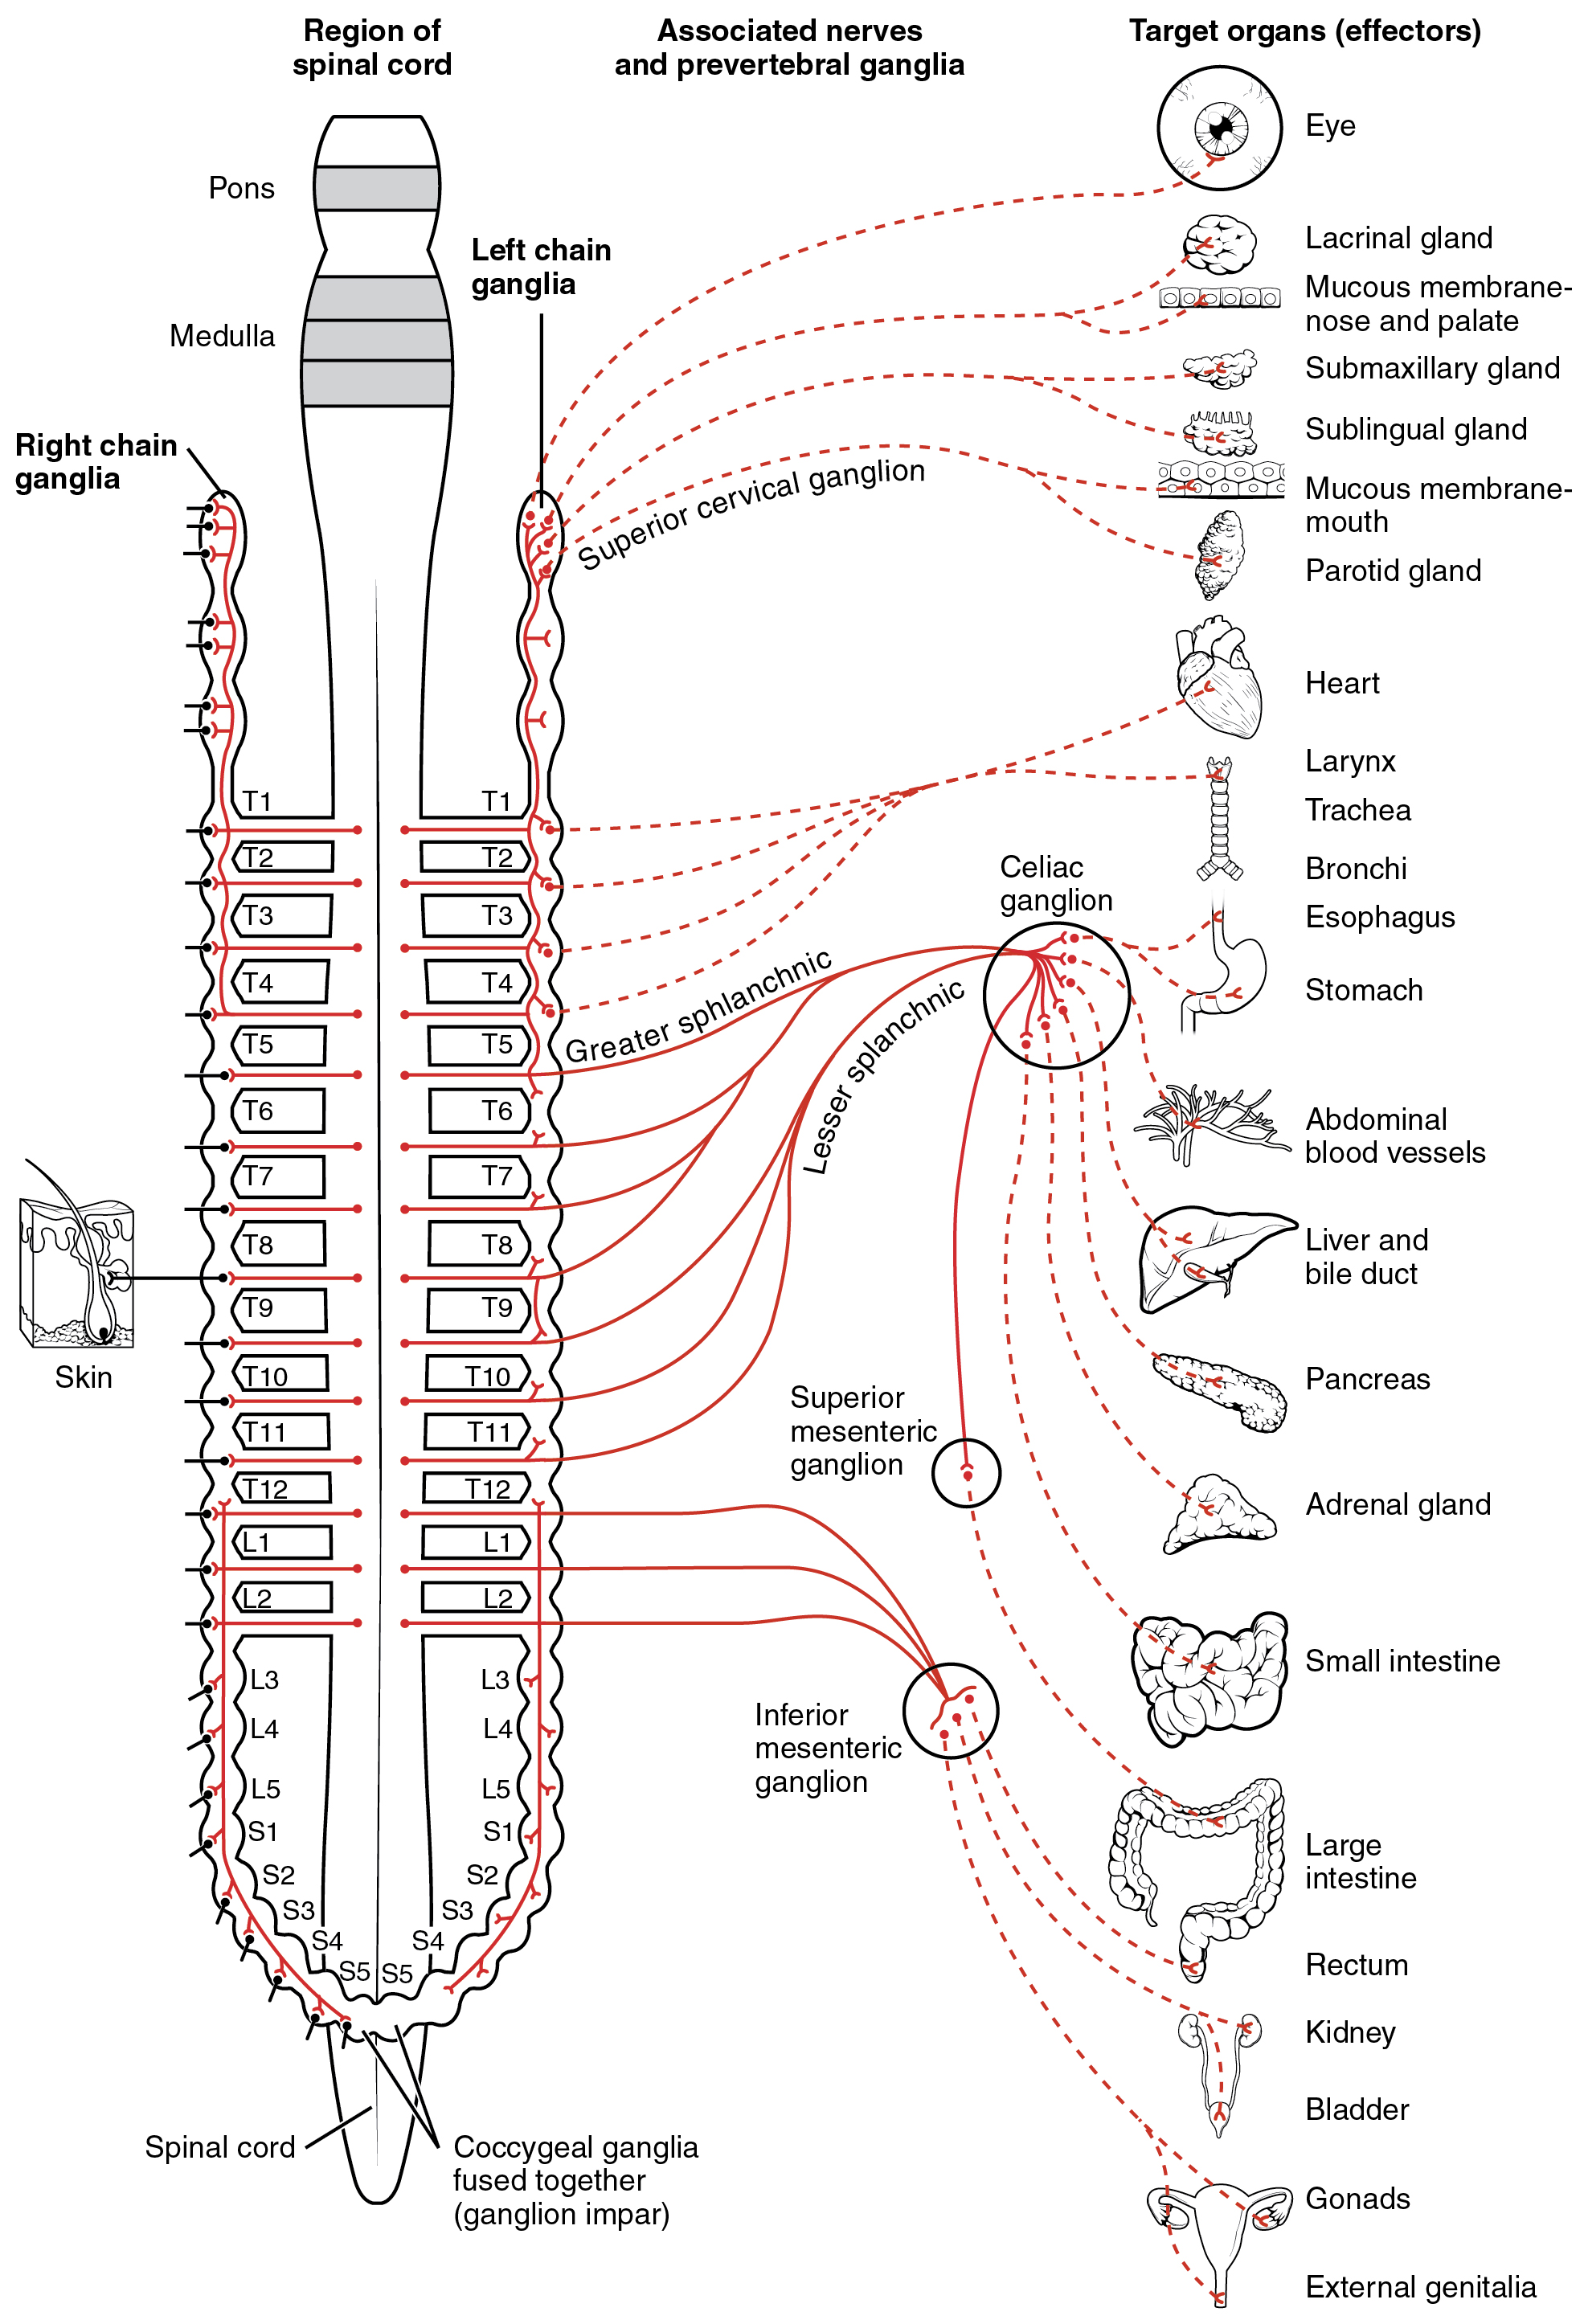 Region of
spinal cord
Associated nerves
and prevertebral ganglia
Target organs (effectors)
Eye
Pons
Lacrinal gland
Left chain
ganglia
Mucous membrane-
nose and palate
Medulla
Submaxillary gland
Sublingual gland
Right chain
ganglia
Superior cervical ganglion
Mucous membrane-
mouth
Parotid gland
Heart
Larynx
T1
T1
Trachea
T2
T2
Celiac
ganglion
Bronchi
T3
T3
Esophagus
T4
T4
Greater sphlanchnic
Lesser splanchnic
Stomach
T5
T5
T6
T6
Abdominal
blood vessels
T7
T7
T8
T8
Liver and
bile duct
T9
T9
Skin
T10
T10
Pancreas
T11
T11
Superior
mesenteric
ganglion
T12
T12
Adrenal gland
L1
L1
L2
L2
Small intestine
L3
L3
L4
L4
Inferior
mesenteric
ganglion
L5
L5
S1
S1
Large
intestine
S2
S2
S3
S3
S4
S4
S5
S5
Rectum
Kidney
Bladder
Spinal cord
Coccygeal ganglia
fused together
(ganglion impar)
Gonads
External genitalia